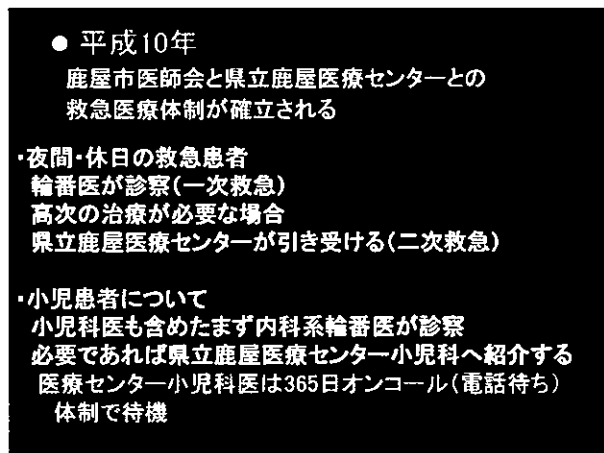 ● 平成10年
鹿屋市医師会と県立鹿屋医療センターとの
救急医療体制が確立される
・夜間・休日の救急患者
輪番医が診察(一次救急)
高次の治療が必要な場合
県立鹿屋医療センターが引き受ける(二次救急)
・小児患者について
小児科医も含めたまず内科系輪番医が診察
必要であれば県立鹿屋医療センター小児科へ紹介する
医療センター小児科医は365日オンコール(電話待ち)
体制で待機